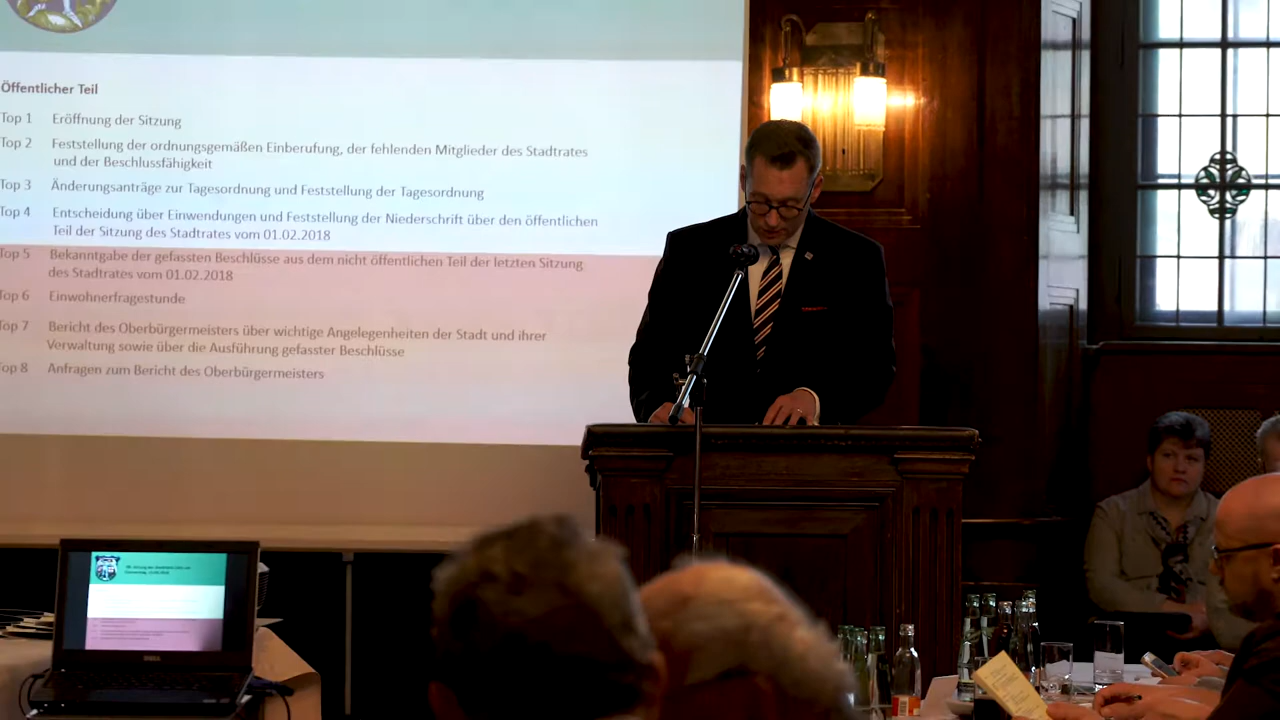 Öffentlicher Teil
Top 1 Eröffnung der Sitzung
Top 2 Feststellung der ordnungsgemäßen Einberufung, der fehlenden Mitglieder des Stadtrates
und der Beschlussfähigkeit
Top 3 Änderungsanträge zur Tagesordnung und Feststellung der Tagesordnung
Top 4 Entscheidung über Einwendungen und Feststellung der Niederschrift über den öffentlichen
Teil der Sitzung des Stadtrates vom 01.02.2018
Top 5 Bekanntgabe der gefassten Beschlüsse aus dem nicht öffentlichen Teil der letzten Sitzung
des Stadtrates vom 01.02.2018
Top 6 Einwohnerfragestunde
Top 7 Bericht des Oberbürgermeisters über wichtige Angelegenheiten der Stadt und ihrer
Verwaltung sowie über die Ausführung gefasster Beschlüsse
Top 8 Anfragen zum Bericht des Oberbürgermeisters
DELL